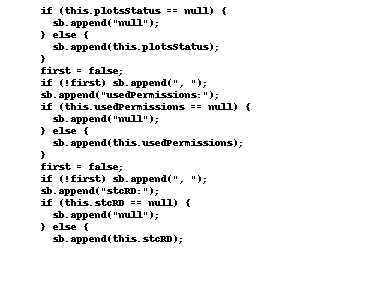 if (this.plotsStatus == null) {
sb.append("null");
} else {
sb.append(this.plotsStatus);
}
first = false;
if (!first) sb.append(", ");
sb.append("usedPermissions:");
if (this.usedPermissions == null) {
sb.append("null");
} else {
sb.append(this.usedPermissions);
}
first = false;
if (!first) sb.append(", ");
sb.append("stcRD:");
if (this.stcRD == null) {
sb.append("null");
} else {
sb.append(this.stcRD);